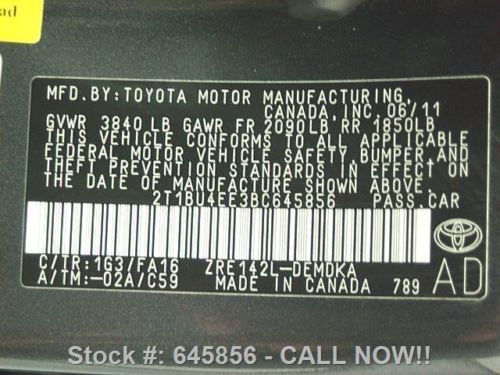 ad
MFD.BY:TOYOTA MOTOR MANUFACTURING,
CANADA,INC. 06/11
GVWR 3840 LB GAWR FR 2090LB RR 1850LB
THIS VEHICLE CONFORMS TO ALL APPLICABLE
FEDERAL MOTOR VEHICLE SAFETY, BUMPER, AND
THEFT PREVENTION STANDARDS IN EFFECT ON
THE DATE OF MANUFACTURE SHOWN ABOVE.
2T1BU4EE3BC645856 PASS.CAR
C/TR:1G3/FA16 ZRE142L-DEMDKA
A/TM:-02A/C59 MADE IN CANADA 789
TOYOTA
AD
Stock #: 645856 - CALL NOW!!